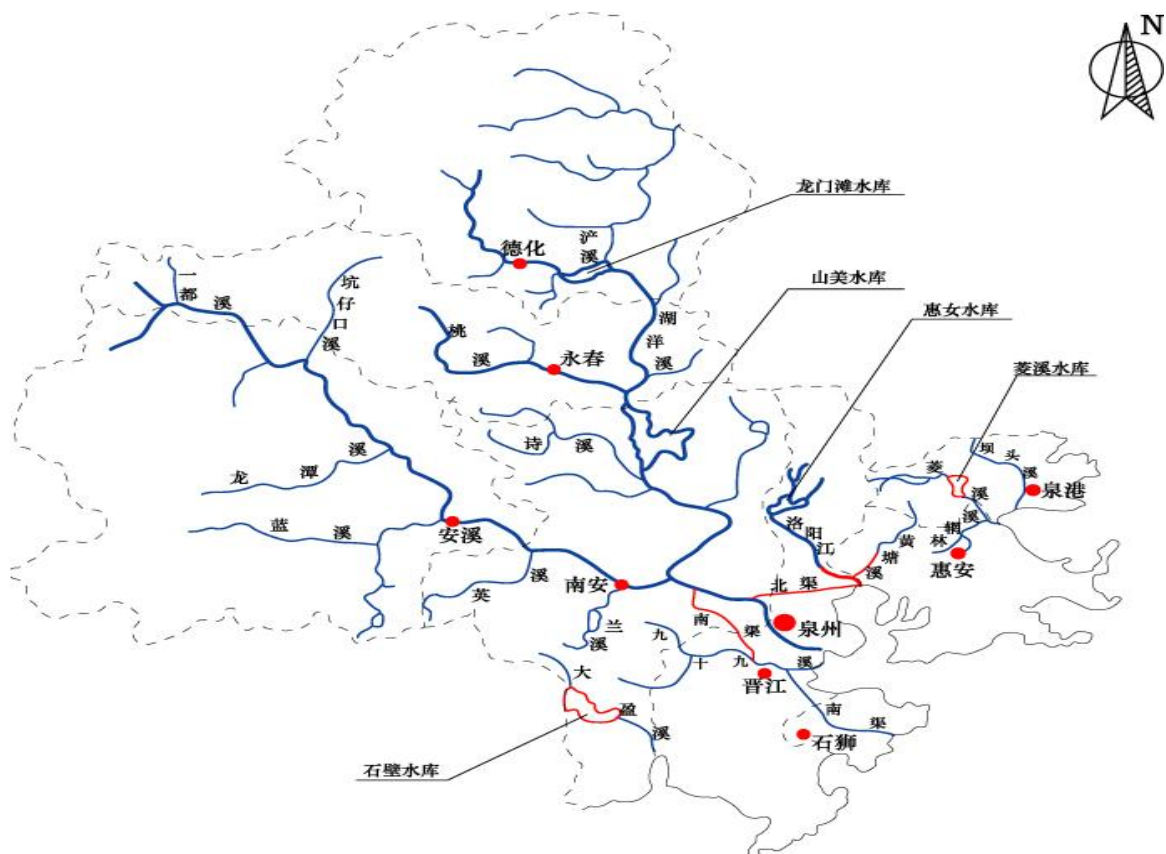 N
龙门滩水库
浐溪
德化
山美水库
一都溪
坑仔口溪
湖洋溪
惠女水库
桃溪
永春
菱溪水库
诗溪
坝头溪
菱溪
泉港
龙潭溪
蓝溪
安溪
洛阳江
黄塘溪
林辋溪
惠安
英溪
南安
北渠
兰溪
南渠
泉州
九十九溪
晋江
大盈溪
南渠
石狮
石壁水库